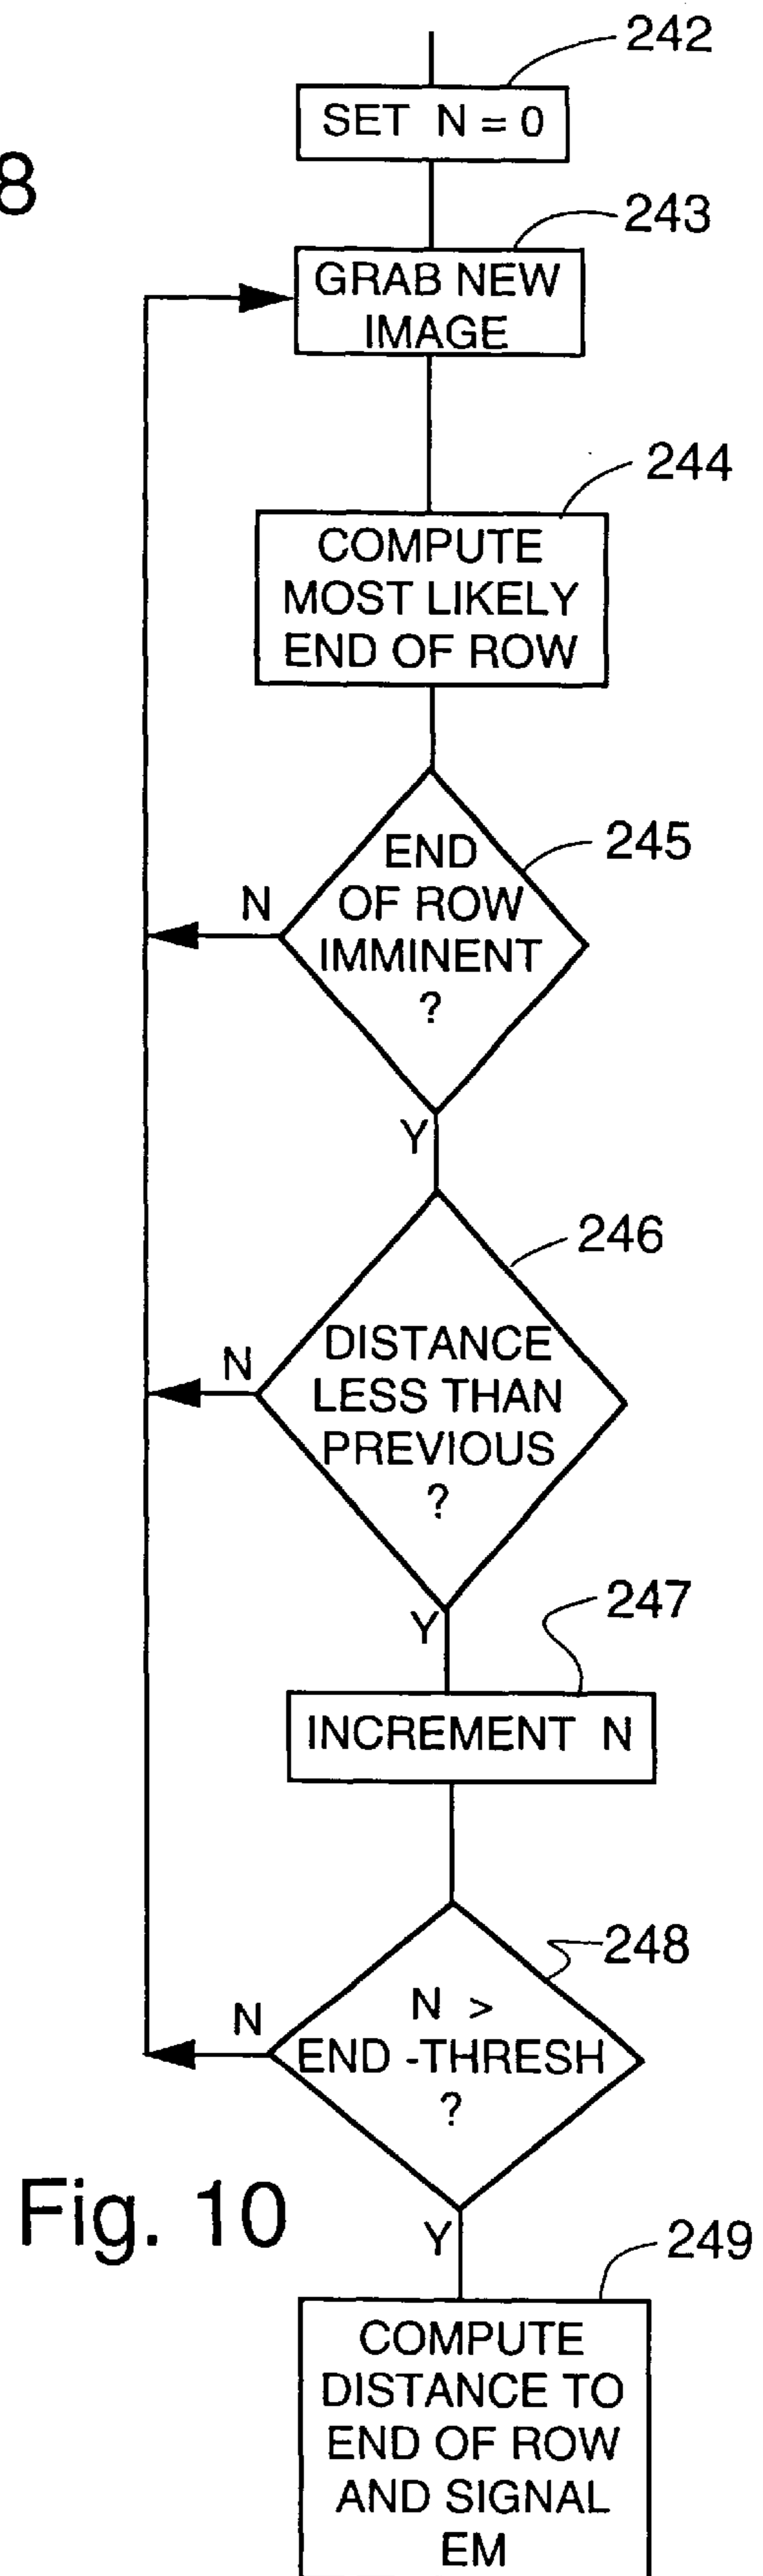 242
SET N = 0
8
243
GRAB NEW
IMAGE
244
COMPUTE
MOST LIKELY
END OF ROW
245
END
OF ROW
IMMINENT
?
N
Y
246
DISTANCE
LESS THAN
PREVIOUS
?
N
Y
247
INCREMENT N
248
N >
END -THRESH
?
N
Y
Fig. 10
249
COMPUTE
DISTANCE TO
END OF ROW
AND SIGNAL
EM